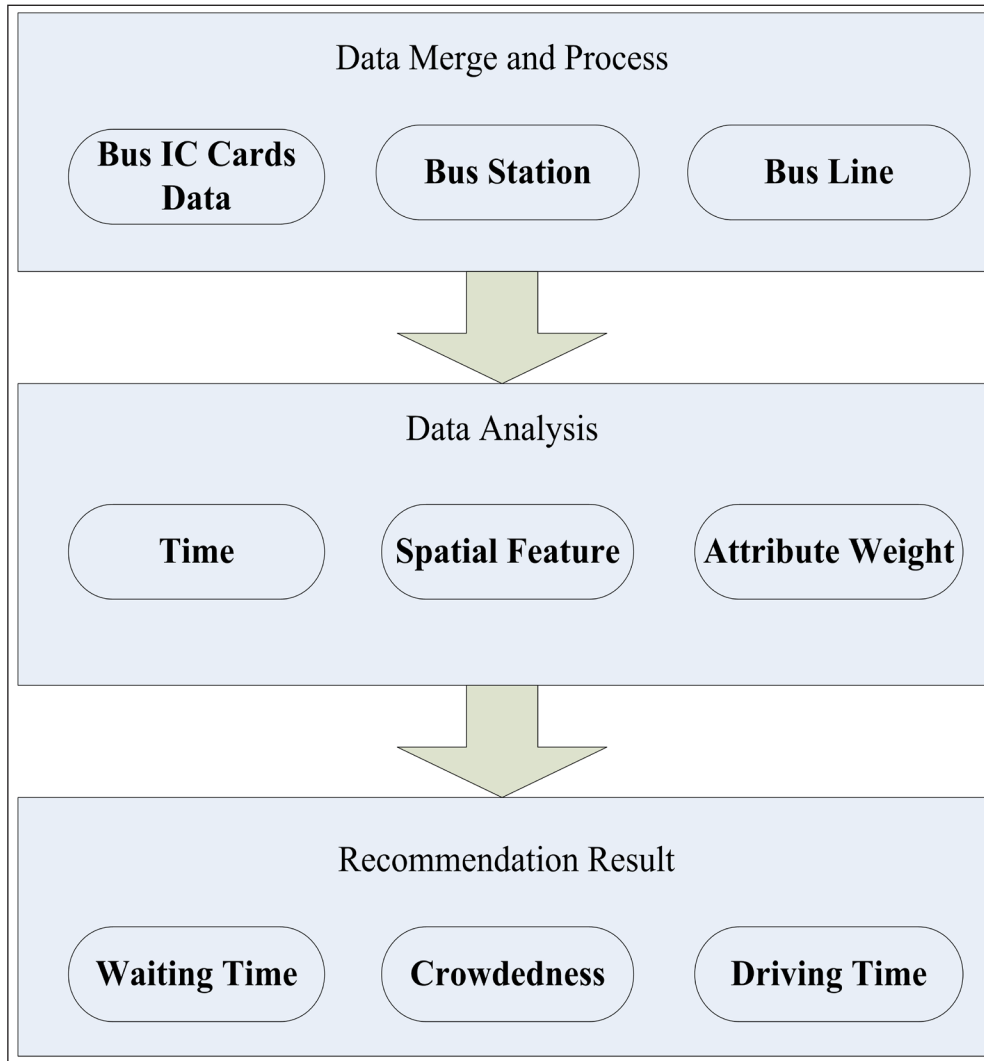 Data Merge and Process
Bus IC Cards
Data
Bus Station
Bus Line
Data Analysis
Time
Spatial Feature
Attribute Weight
Recommendation Result
Waiting Time
Crowdedness
Driving Time